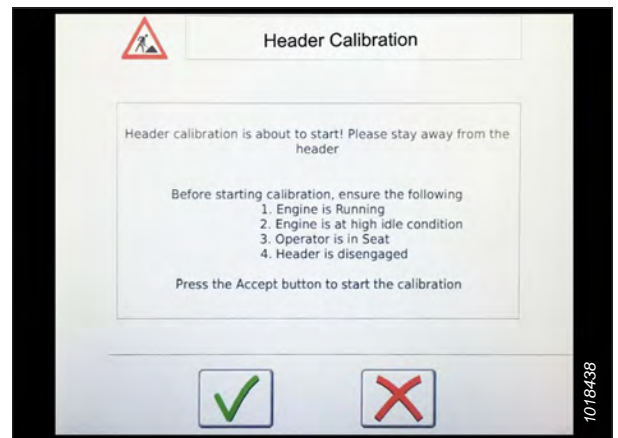 Header Calibration
Header calibration is about to start! Please stay away from the
header
Before starting calibration, ensure the following
1. Engine is Running
2. Engine is at high idle condition
3. Operator is in Seat
4. Header is disengaged
Press the Accept button to start the calibration
1018438